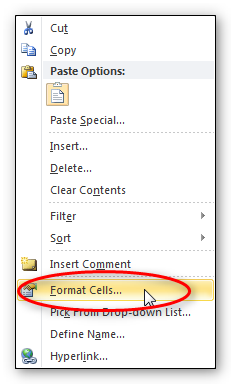 Cut
Copy
Paste Options:
Paste Special...
Insert...
Delete...
Clear Contents
Filter
Sort
Insert Comment
Format Cells...
Pick From Drop-down List...
Define Name...
Hyperlink...